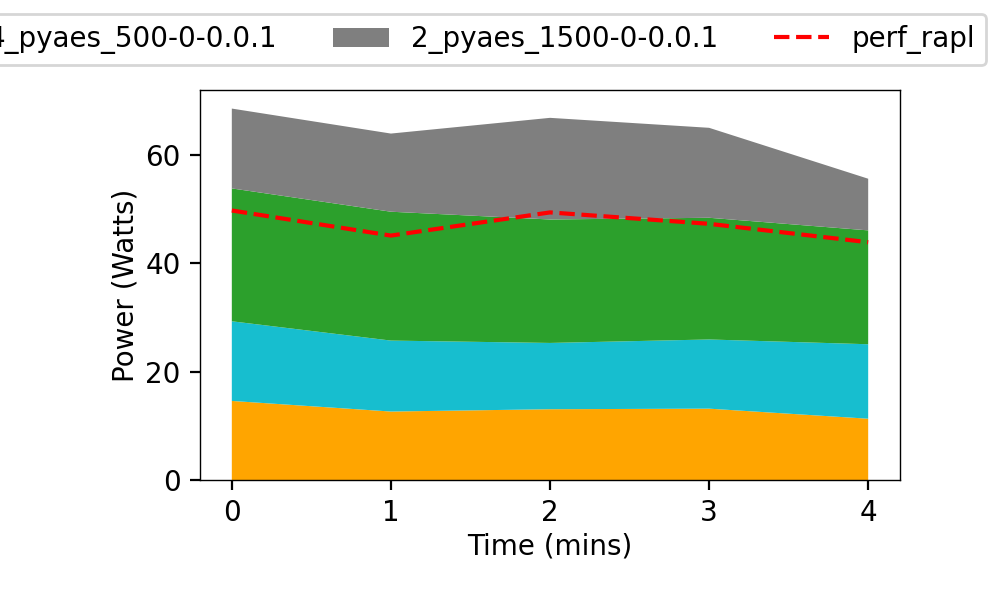 4_pyaes_500-0-0.0.1 2_pyaes_1500-0-0.0.1 perf_rapl
60
40
20
0
Power (Watts)
0 1 2 3 4
Time (mins)